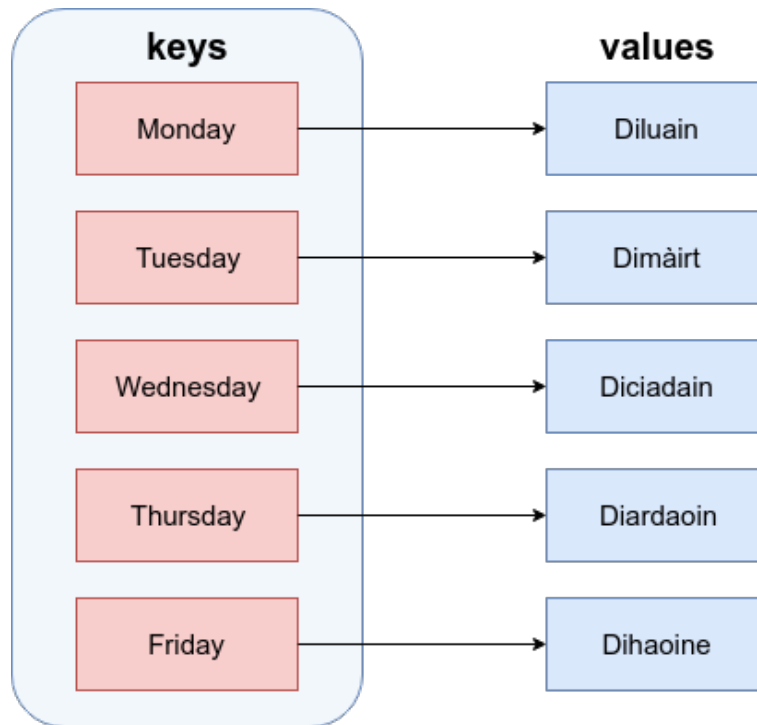 keys values
Monday Diluain
Tuesday Dimàirt
Wednesday Diciadain
Thursday Diardaoin
Friday Dihaoine